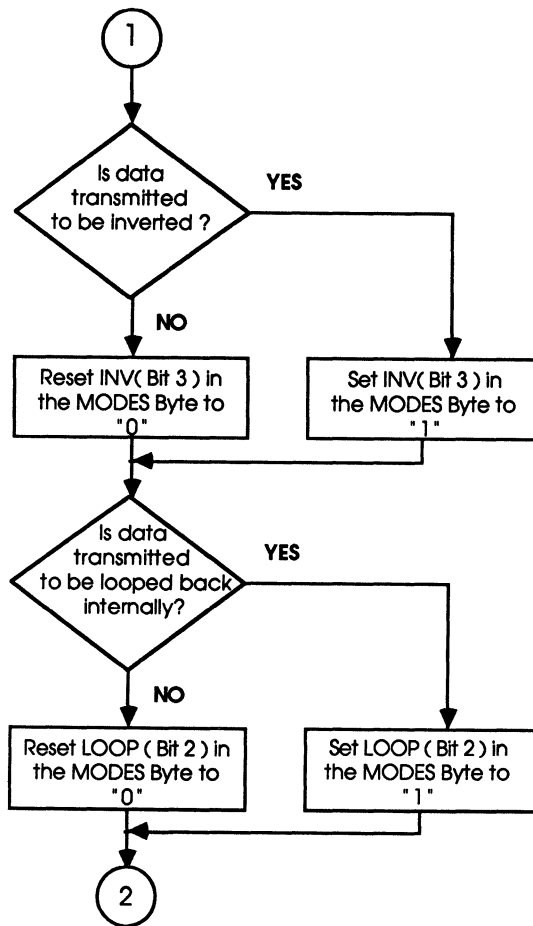 1
Is data
transmitted
to be inverted ?
YES
NO
Reset INV( Bit 3 ) in
the MODES Byte to
"0"
Set INV( Bit 3 ) in
the MODES Byte to
"1"
Is data
transmitted
to be looped back
internally?
YES
NO
Reset LOOP ( Bit 2 ) in
the MODES Byte to
"0"
Set LOOP ( Bit 2 ) in
the MODES Byte to
"1"
2